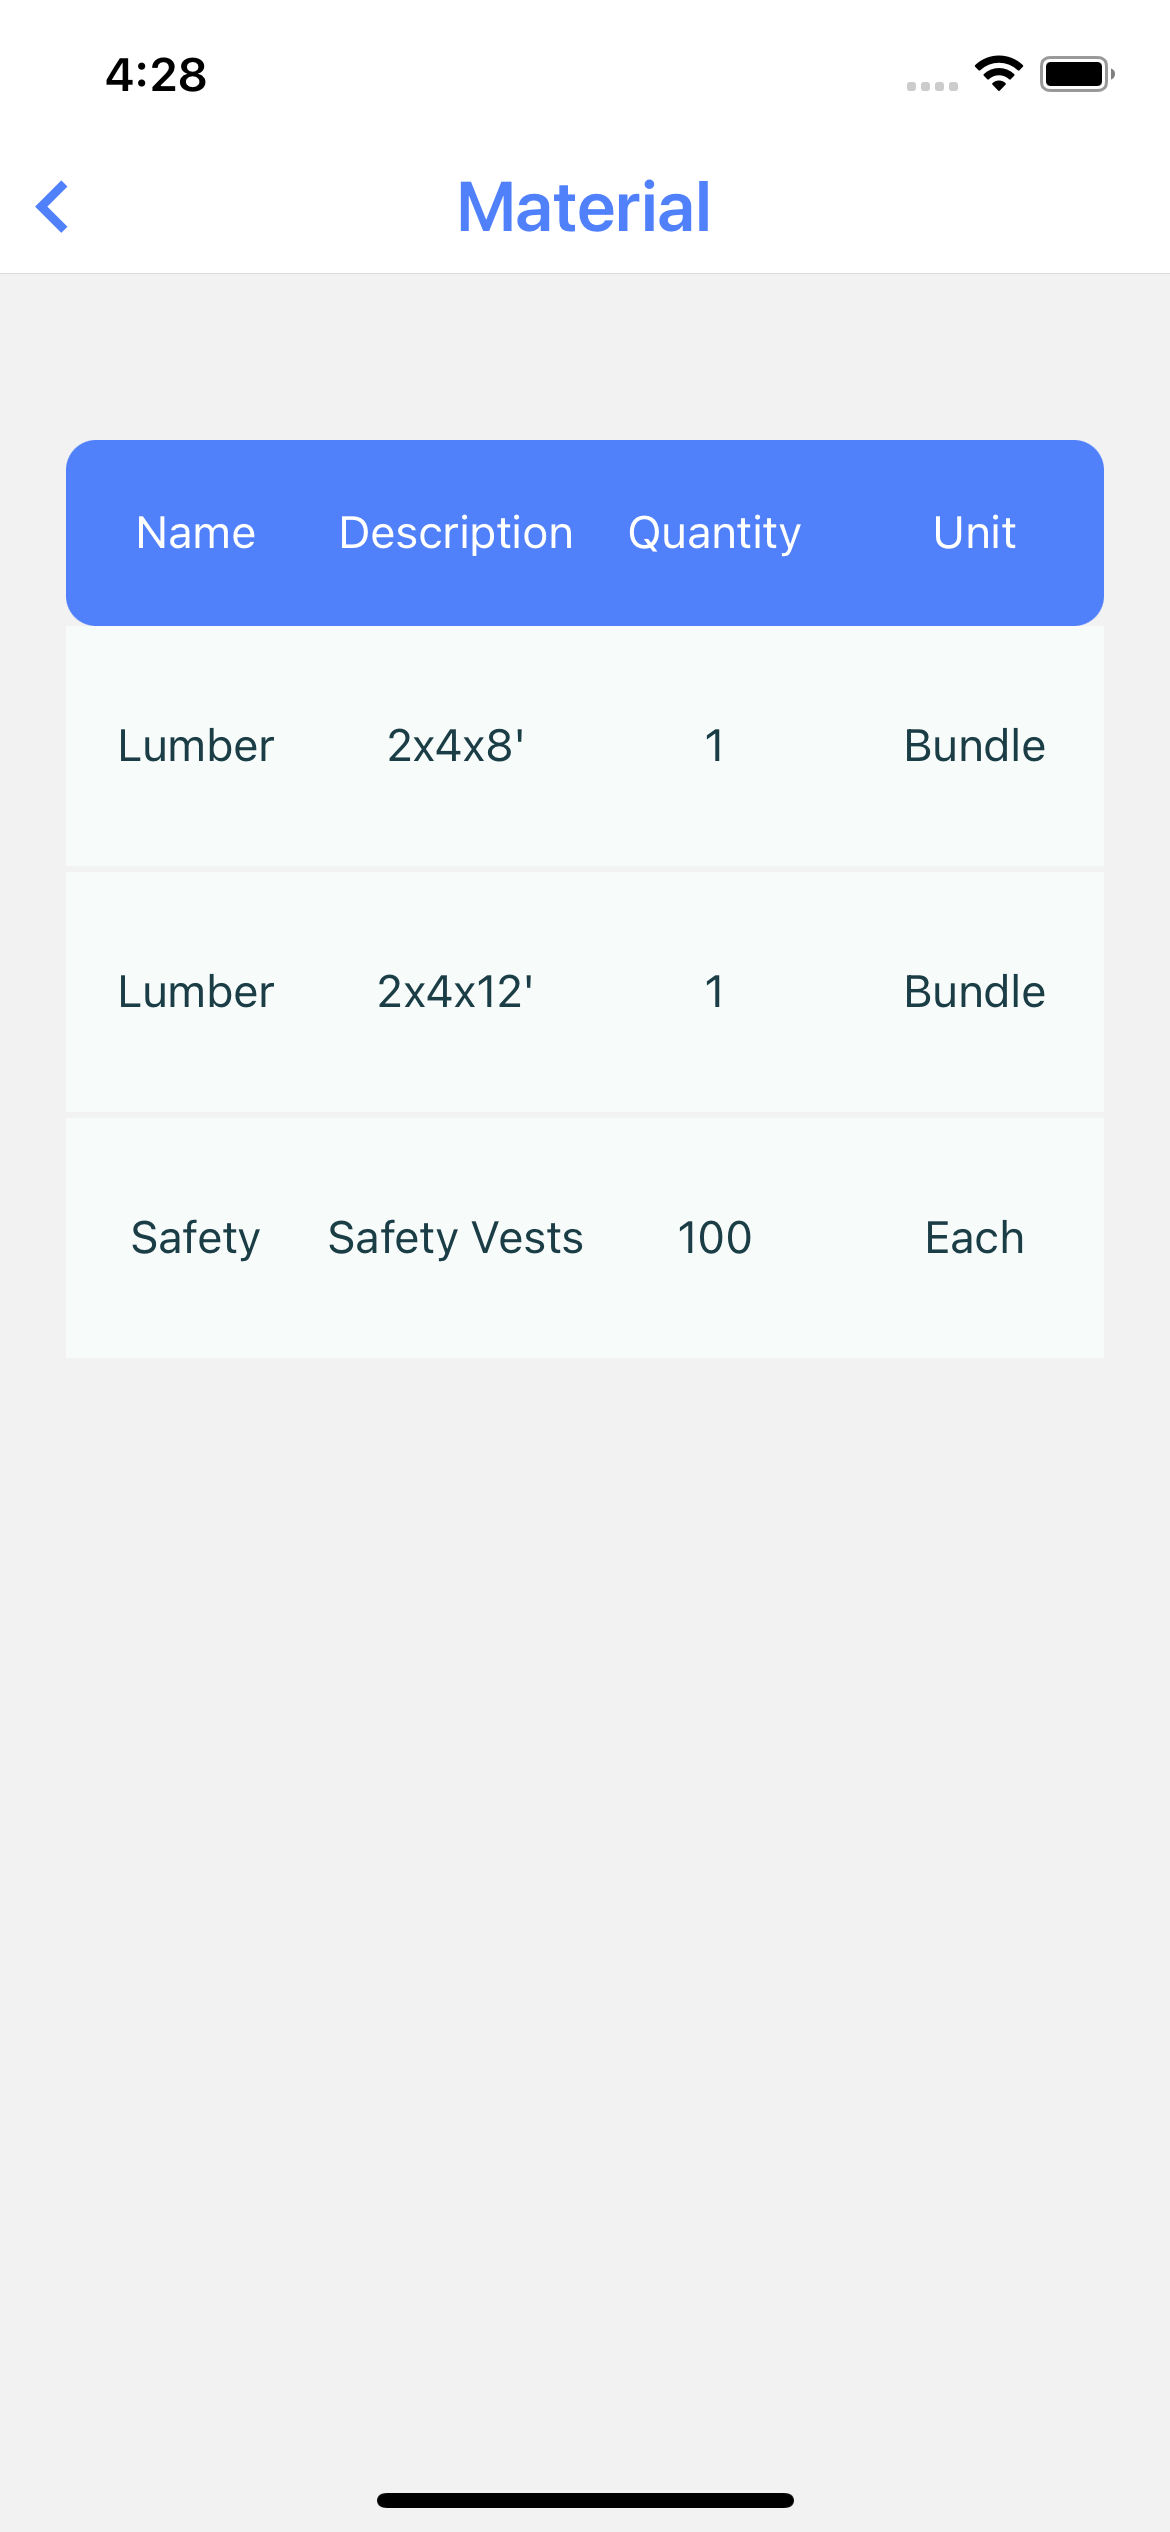 4:28
Material
Name Description Quantity Unit
Lumber 2x4x8' 1 Bundle
Lumber 2x4x12' 1 Bundle
Safety Safety Vests 100 Each